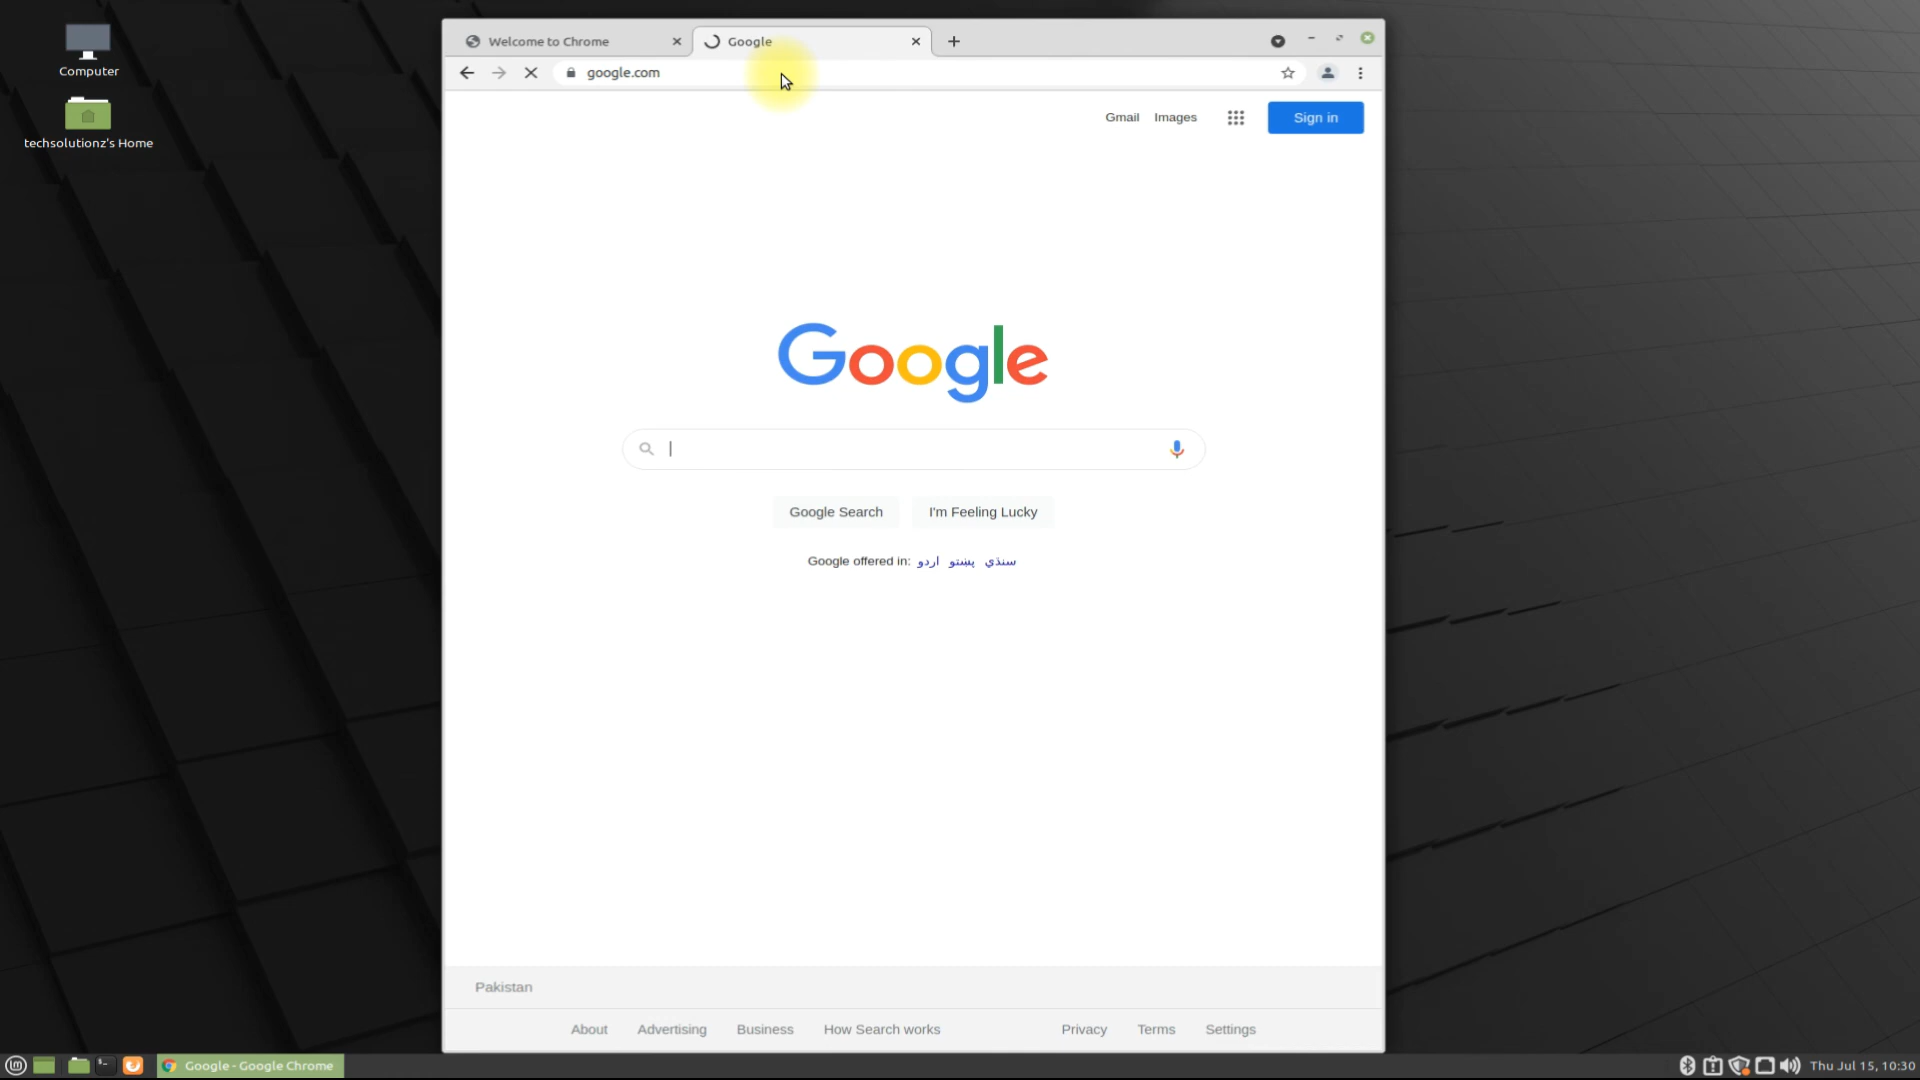 Computer
techsolutionz's Home
Welcome to Chrome
Google
google.com
Gmail Images Sign in
Google
Google Search I'm Feeling Lucky
Google offered in: اردو پښتو سنڌي
Pakistan
About Advertising Business How Search works Privacy Terms Settings
Google - Google Chrome Thu Jul 15, 10:30